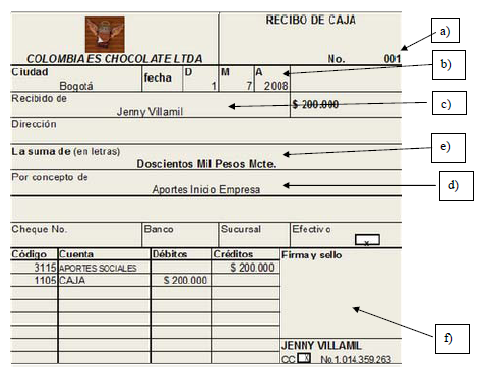 RECIBO DE CAJA
a)
COLOMBIA ES CHOCOLATE LTDA
No. 001
b)
Ciudad fecha D M A
Bogotá 1 7 2008
Recibido de $ 200.000 c)
Jenny Villamil
Dirección
e)
La suma de (en letras)
Doscientos Mil Pesos Mcte.
Por concepto de
d)
Aportes Inicio Empresa
Cheque No. Banco Sucursal Efectivo
x
Código Cuenta Débitos Créditos Firma y sello
3115 APORTES SOCIALES $ 200.000
1105 CAJA $ 200.000
f)
JENNY VILLAMIL
CC X No. 1.014.359.263